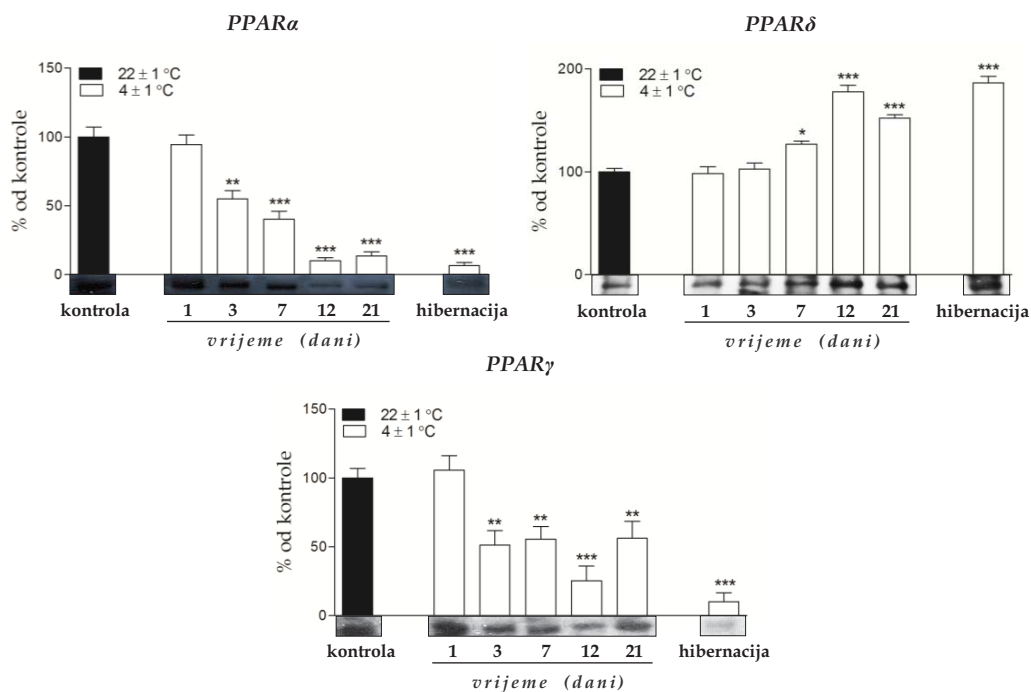 PPARα
150
100
50
0
% od kontrole
22 ± 1 °C
4 ± 1 °C
** *** *** *** ***
kontrola 1 3 7 12 21 hibernacija
vrijeme (dani)
PPARδ
200
100
0
% od kontrole
22 ± 1 °C
4 ± 1 °C
* *** *** ***
kontrola 1 3 7 12 21 hibernacija
vrijeme (dani)
PPARγ
150
100
50
0
% od kontrole
22 ± 1 °C
4 ± 1 °C
** ** *** ** ***
kontrola 1 3 7 12 21 hibernacija
vrijeme (dani)